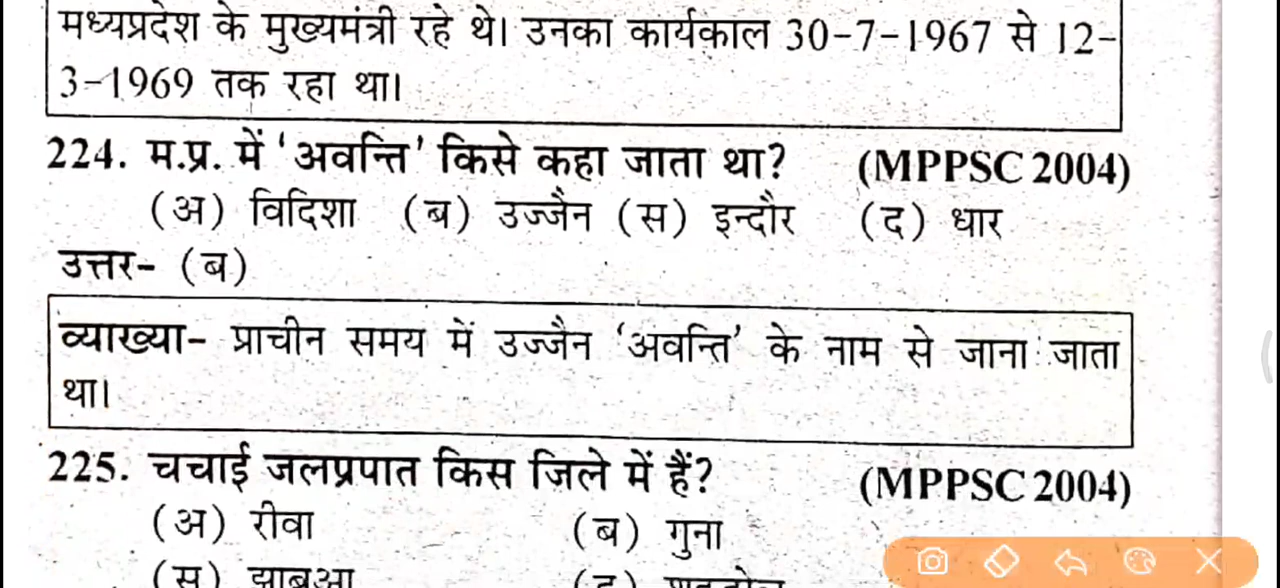 मध्यप्रदेश के मुख्यमंत्री रहे थे। उनका कार्यकाल 30-7-1967 से 12-
3-1969 तक रहा था।
224. म.प्र. में 'अवन्ति' किसे कहा जाता था? (MPPSC 2004)
(अ) विदिशा (ब) उज्जैन (स) इन्दौर (द) धार
उत्तर- (ब)
व्याख्या- प्राचीन समय में उज्जैन 'अवन्ति' के नाम से जाना जाता
था।
225. चचाई जलप्रपात किस जिले में हैं? (MPPSC 2004)
(अ) रीवा (ब) गुना
(स) झाबुआ (द)